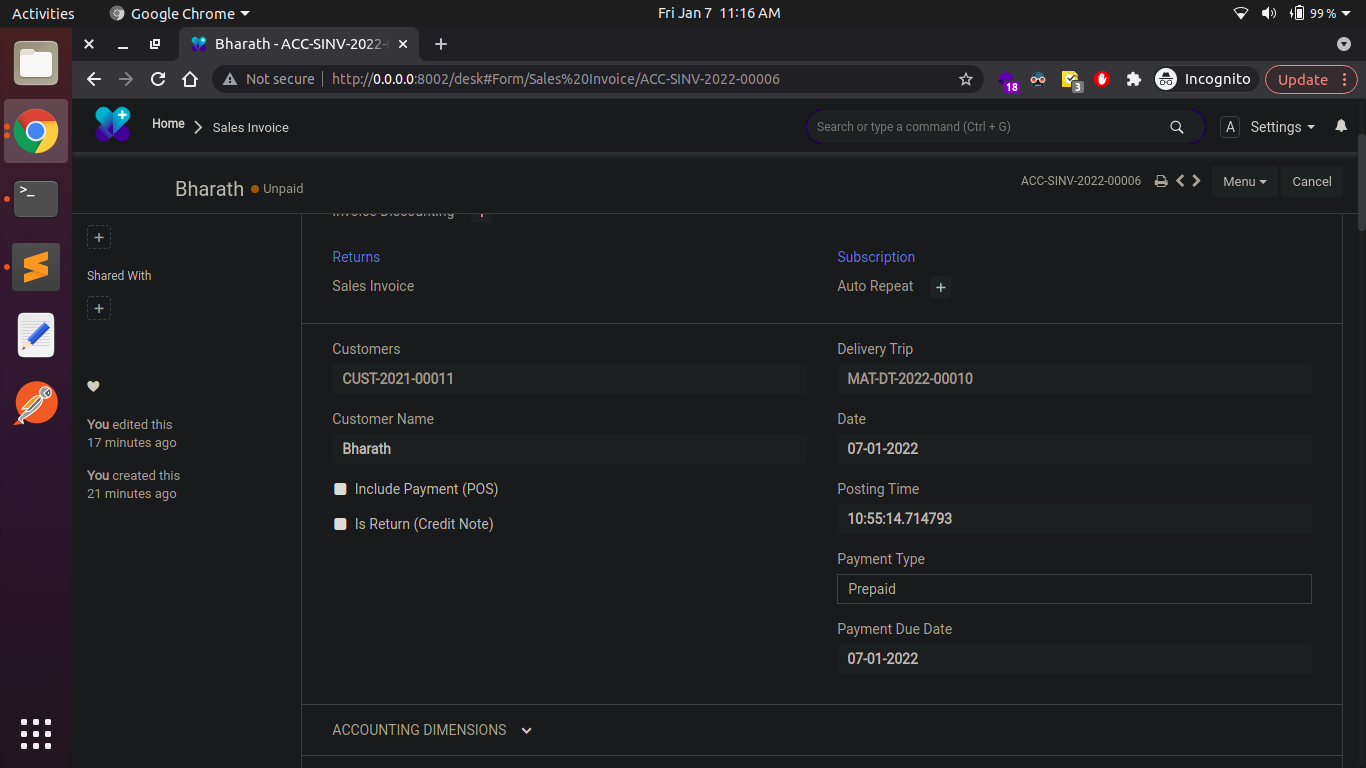 Activities
Google Chrome
Fri Jan 7 11:16 AM
99 %
Bharath - ACC-SINV-2022-
Not secure
http://0.0.0.0:8002/desk#Form/Sales%20Invoice/ACC-SINV-2022-00006
18
3
Incognito
Update
Home
Sales Invoice
Search or type a command (Ctrl + G)
A
Settings
Bharath
Unpaid
ACC-SINV-2022-00006
Menu
Cancel
Invoice Discounting
+
+
Returns
Subscription
Shared With
Sales Invoice
Auto Repeat
+
+
Customers
Delivery Trip
CUST-2021-00011
MAT-DT-2022-00010
Customer Name
Date
You edited this
17 minutes ago
Bharath
07-01-2022
You created this
21 minutes ago
Include Payment (POS)
Posting Time
Is Return (Credit Note)
10:55:14.714793
Payment Type
Prepaid
Payment Due Date
07-01-2022
ACCOUNTING DIMENSIONS